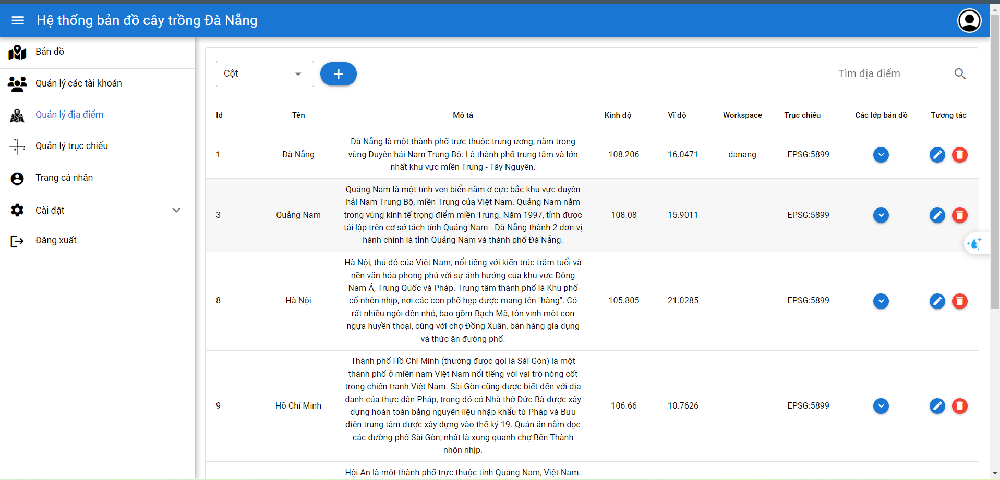 Hệ thống bản đồ cây trồng Đà Nẵng
Bản đồ
Quản lý các tài khoản
Quản lý địa điểm
Quản lý trục chiếu
Trang cá nhân
Cài đặt
Đăng xuất
Cột
Tìm địa điểm
Id Tên Mô tả Kinh độ Vĩ độ Workspace Trục chiếu Các lớp bản đồ Tương tác
Đà Nẵng là một thành phố trực thuộc trung ương, nằm trong
1 Đà Nẵng vùng Duyên hải Nam Trung Bộ. Là thành phố trung tâm và lớn 108.206 16.0471 danang EPSG:5899
nhất khu vực miền Trung - Tây Nguyên.
Quảng Nam là một tỉnh ven biển nằm ở cực bắc khu vực duyên
hải Nam Trung Bộ, miền Trung của Việt Nam. Quảng Nam nằm
3 Quảng Nam trong vùng kinh tế trọng điểm miền Trung. Năm 1997, tỉnh được 108.08 15.9011 EPSG:5899
tái lập trên cơ sở tách tỉnh Quảng Nam - Đà Nẵng thành 2 đơn vị
hành chính là tỉnh Quảng Nam và thành phố Đà Nẵng.
Hà Nội, thủ đô của Việt Nam, nổi tiếng với kiến trúc trăm tuổi và
nền văn hóa phong phú với sự ảnh hưởng của khu vực Đông
Nam Á, Trung Quốc và Pháp. Trung tâm thành phố là Khu phố
8 Hà Nội cổ nhộn nhịp, nơi các con phố hẹp được mang tên "hàng". Có 105.805 21.0285 EPSG:5899
rất nhiều ngôi đền nhỏ, bao gồm Bạch Mã, tôn vinh một con
ngựa huyền thoại, cùng với chợ Đồng Xuân, bán hàng gia dụng
và thức ăn đường phố.
Thành phố Hồ Chí Minh (thường được gọi là Sài Gòn) là một
thành phố ở miền nam Việt Nam nổi tiếng với vai trò nòng cốt
trong chiến tranh Việt Nam. Sài Gòn cũng được biết đến với địa
danh của thực dân Pháp, trong đó có Nhà thờ Đức Bà được xây
9 Hồ Chí Minh dựng hoàn toàn bằng nguyên liệu nhập khẩu từ Pháp và Bưu 106.66 10.7626 EPSG:5899
điện trung tâm được xây dựng vào thế kỷ 19. Quán ăn nằm dọc
các đường phố Sài Gòn, nhất là xung quanh chợ Bến Thành
nhộn nhịp.
Hội An là một thành phố trực thuộc tỉnh Quảng Nam, Việt Nam.